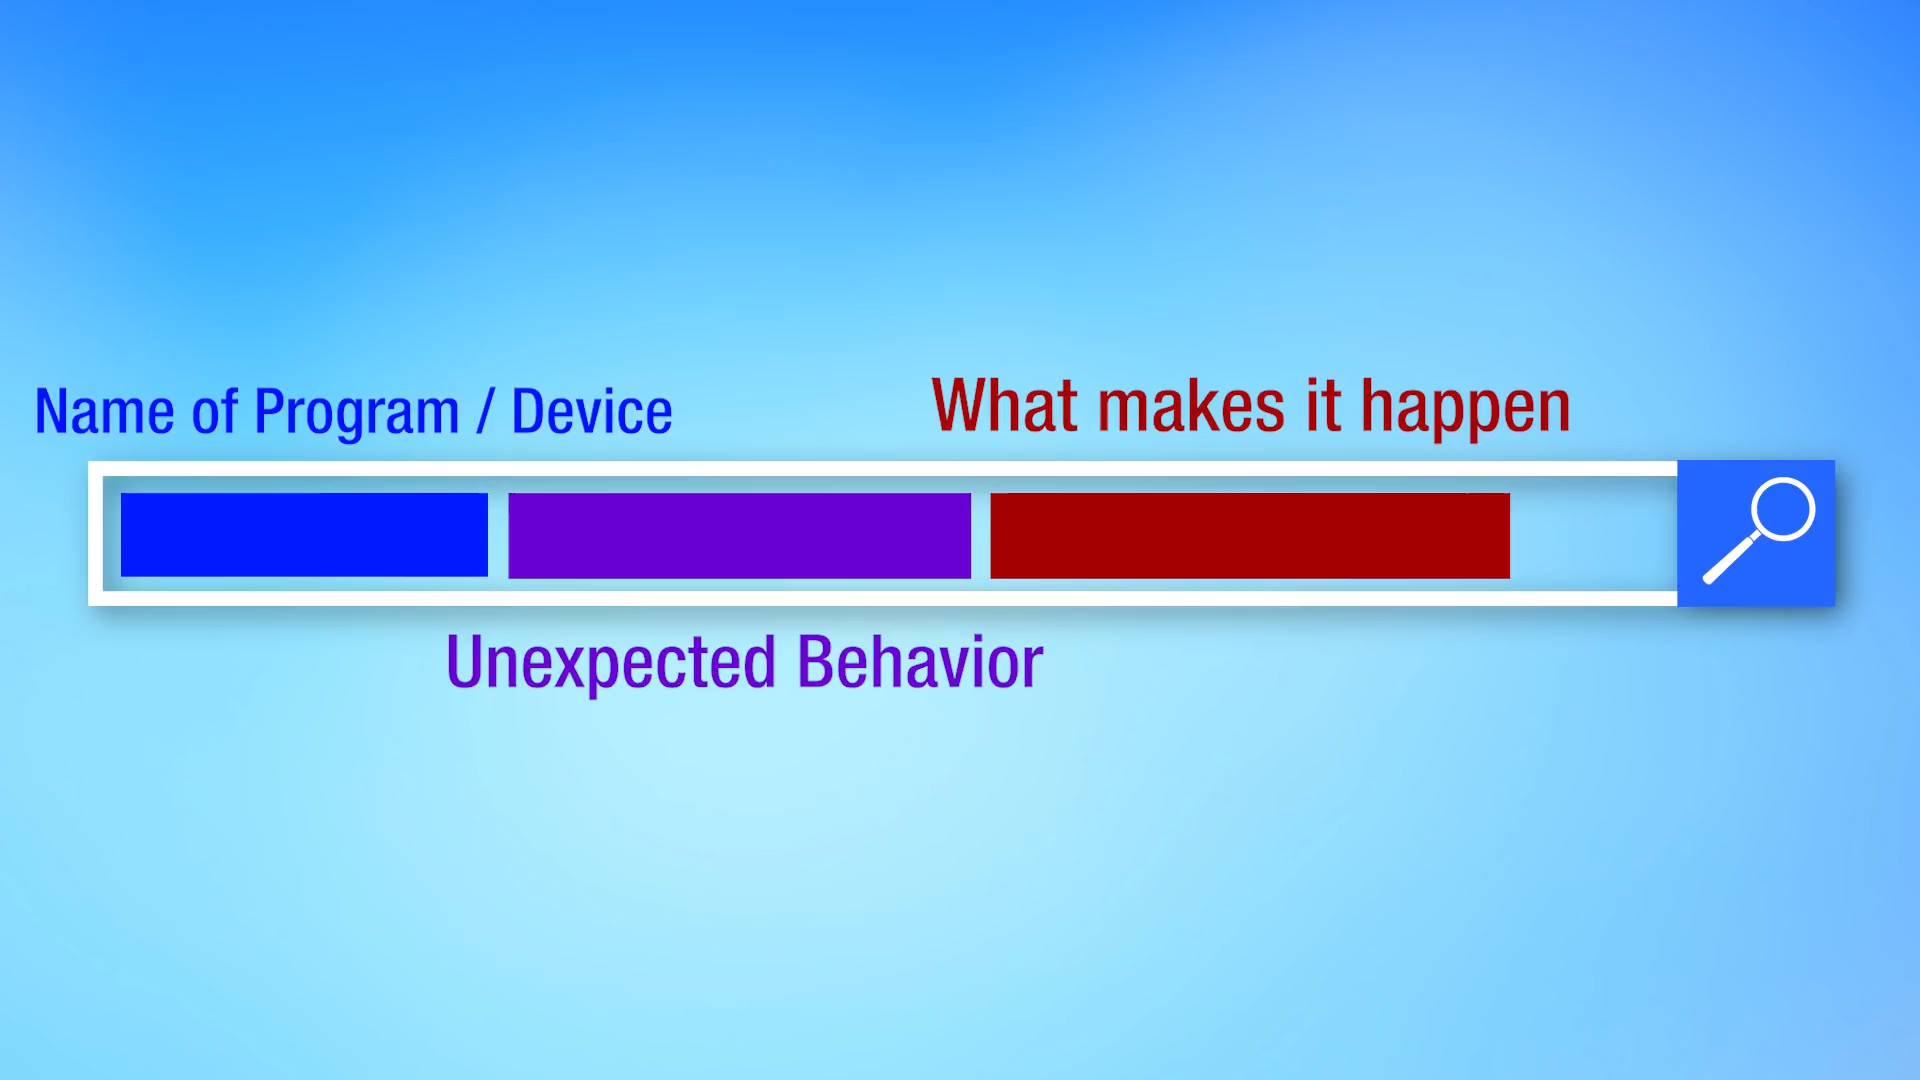 Name of Program / Device
What makes it happen
Unexpected Behavior